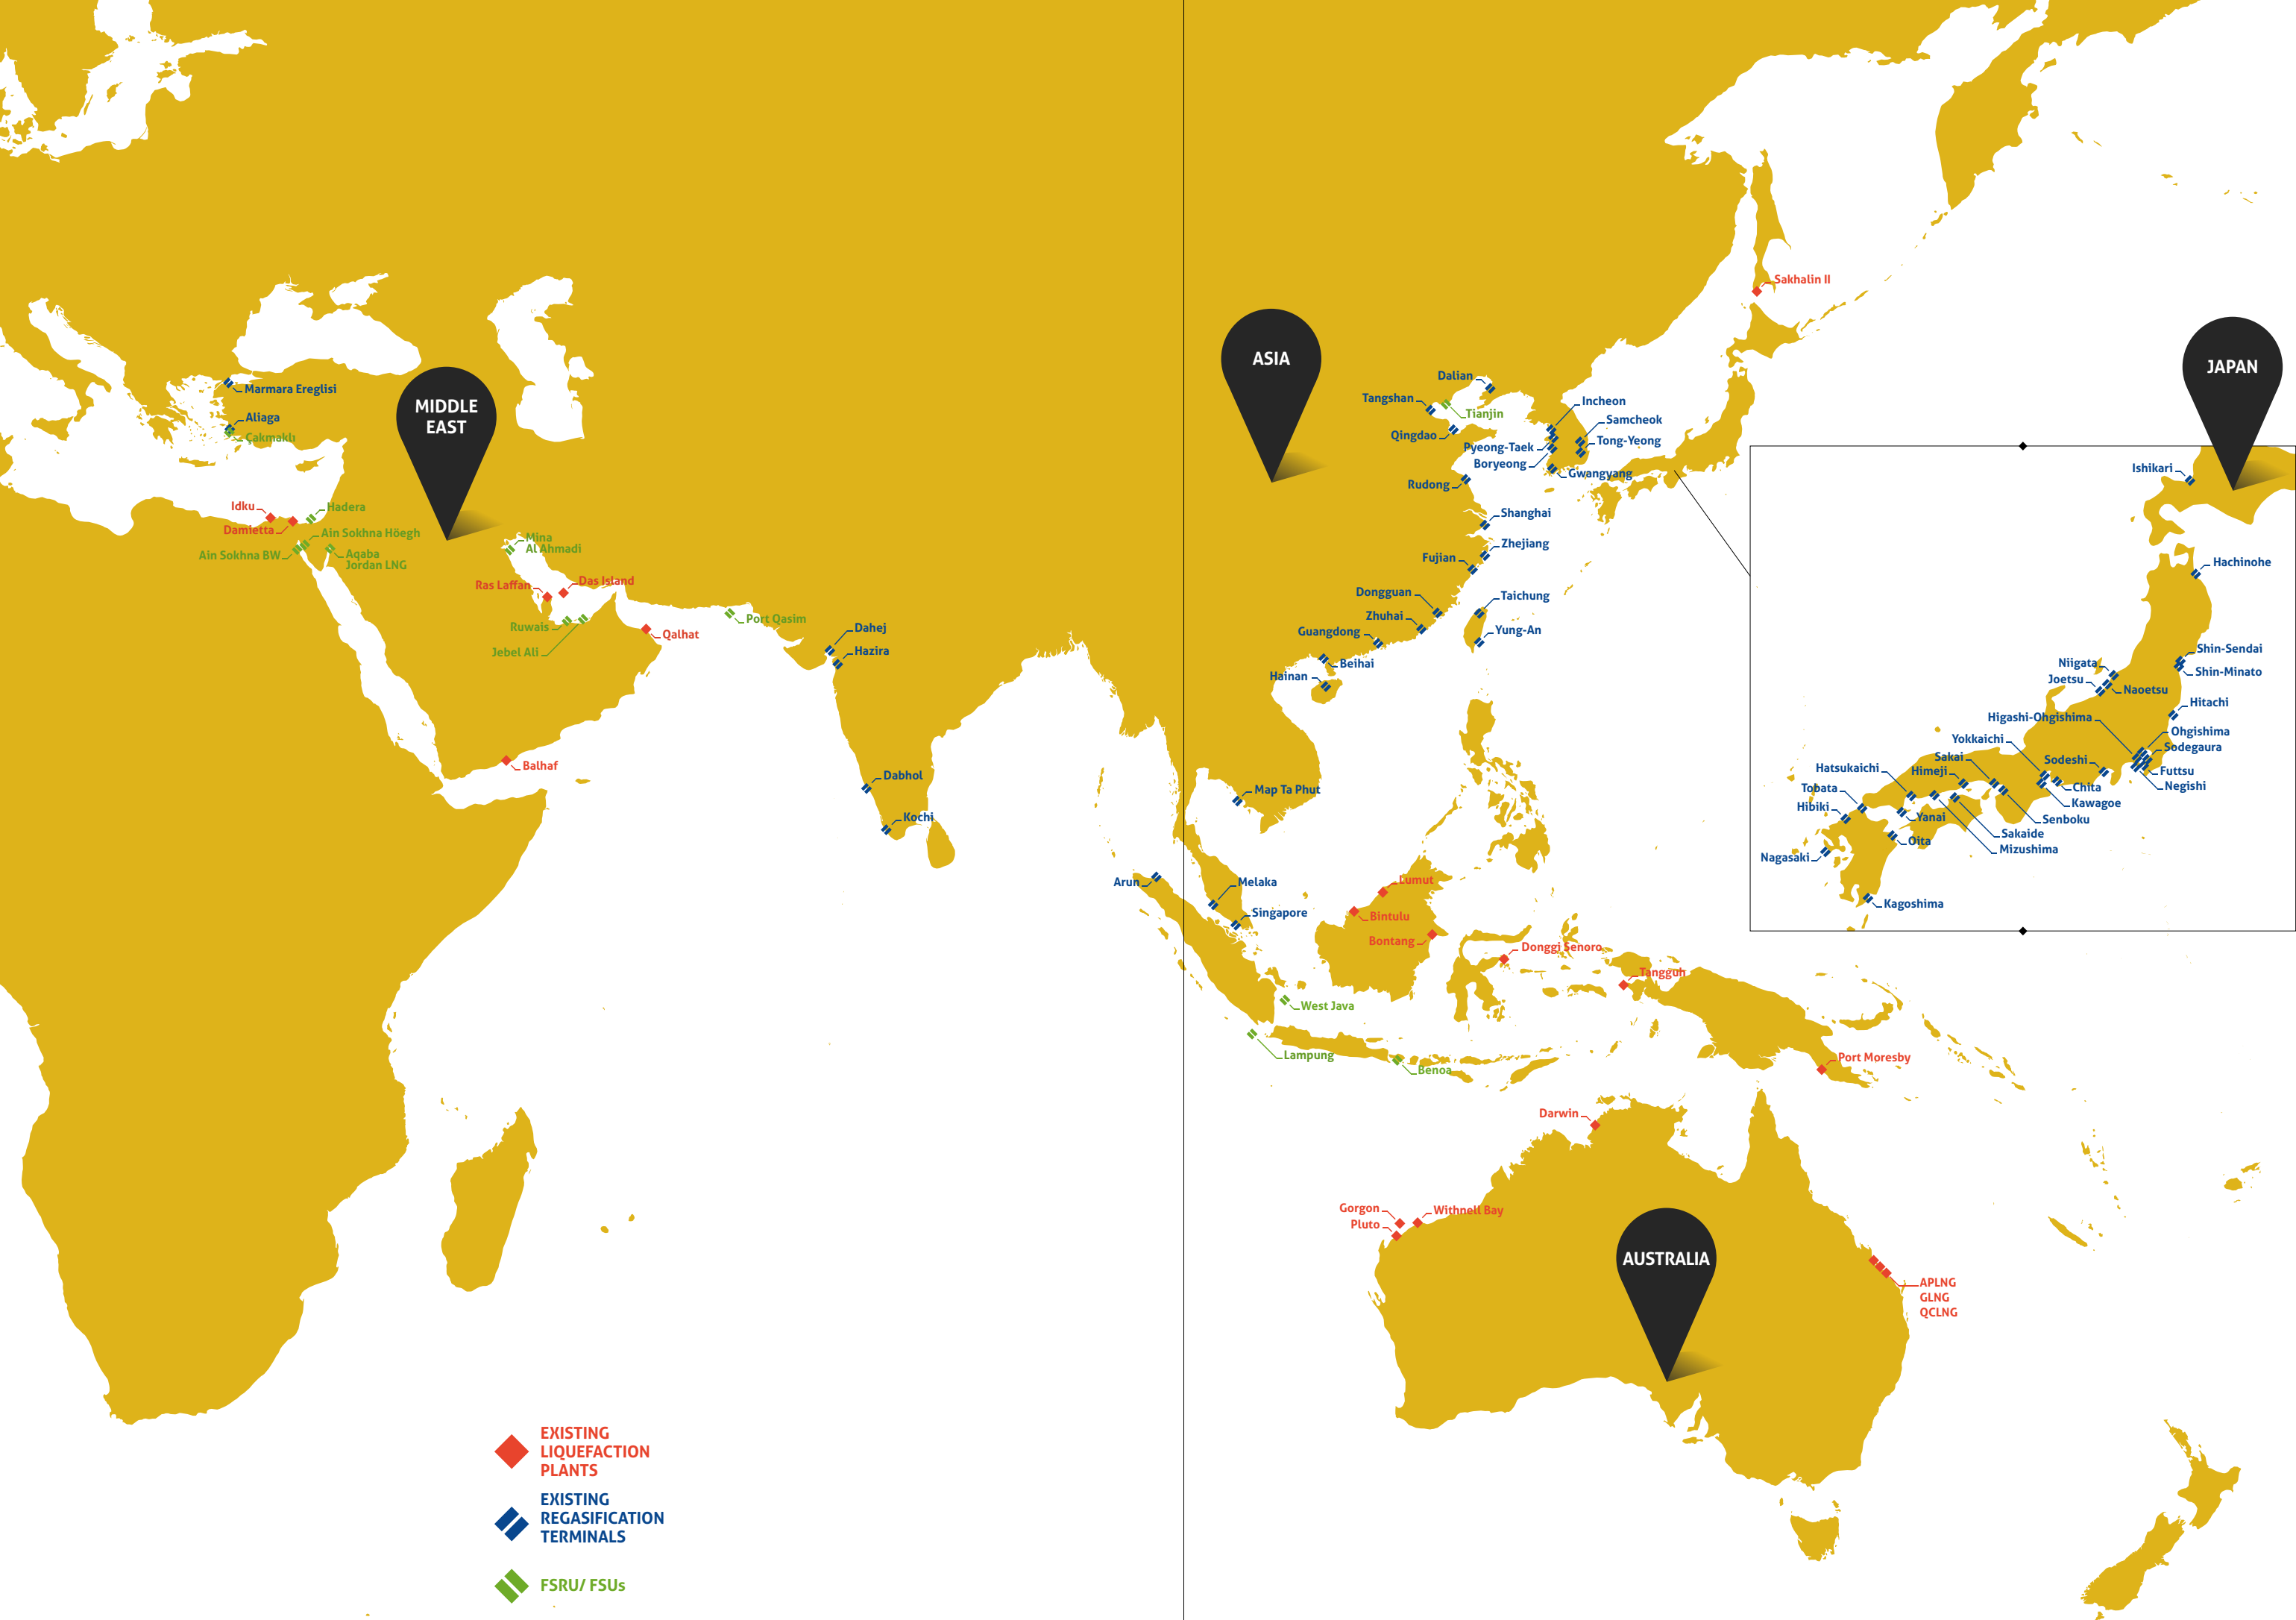 Marmara Ereglisi
Aliaga
Çakmaklı
MIDDLE
EAST
Idku
Damietta
Hadera
Ain Sokhna Höegh
Ain Sokhna BW
Aqaba
Jordan LNG
Mina
Al Ahmadi
Ras Laffan
Das Island
Ruwais
Jebel Ali
Qalhat
Port Qasim
Balhaf
Dahej
Hazira
Dabhol
Kochi
ASIA
Sakhalin II
Dalian
Tangshan
Tianjin
Qingdao
Incheon
Samcheok
Pyeong-Taek
Tong-Yeong
Boryeong
Gwangyang
Rudong
Shanghai
Zhejiang
Fujian
Dongguan
Taichung
Zhuhai
Guangdong
Yung-An
Beihai
Hainan
Map Ta Phut
Arun
Melaka
Singapore
Lumut
Bintulu
Bontang
Donggi Senoro
Tangguh
West Java
Lampung
Benoa
Port Moresby
JAPAN
Ishikari
Hachinohe
Shin-Sendai
Niigata
Shin-Minato
Joetsu
Naoetsu
Hitachi
Higashi-Ohgishima
Ohgishima
Yokkaichi
Sodegaura
Sakai
Sodeshi
Hatsukaichi
Himeji
Futtsu
Negishi
Tobata
Chita
Hibiki
Kawagoe
Yanai
Senboku
Sakaide
Oita
Mizushima
Nagasaki
Kagoshima
Darwin
Gorgon
Withnell Bay
Pluto
AUSTRALIA
APLNG
GLNG
QCLNG
EXISTING
LIQUEFACTION
PLANTS
EXISTING
REGASIFICATION
TERMINALS
FSRU/ FSUs